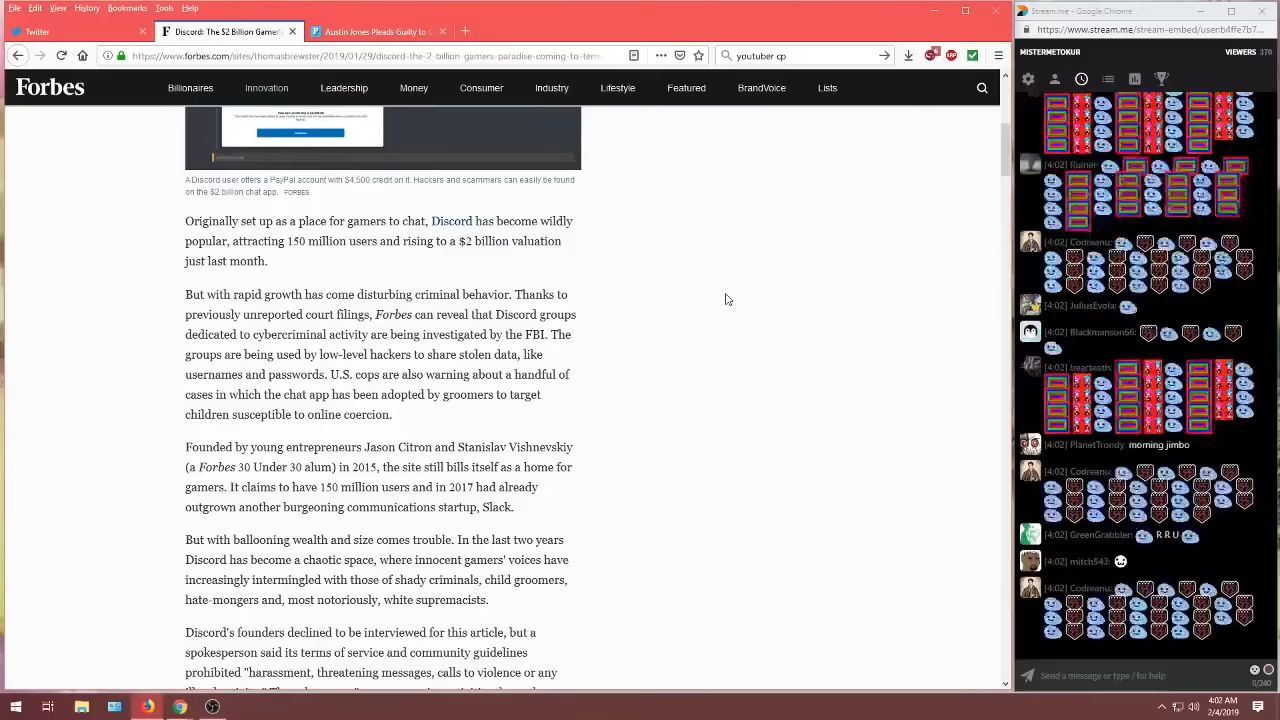 File Edit View History Bookmarks Tools Help
Stream.me - Google Chrome
Twitter
Discord: The $2 Billion Gamer's
Austin Jones Pleads Guilty to C
https://www.stream.me/stream-embed/ffe7b7...
https://www.forbes.com/sites/thomasbrewster/2019/01/29/discord-the-2-billion-gamers-paradise-coming-to-term
youtuber cp
MISTERMETOKUR
VIEWERS
Forbes
Billionaires Innovation Leadership Money Consumer Industry Lifestyle Featured BrandVoice Lists
A Discord user offers a PayPal account with credit on it. and scammers can easily be found
on the $2 billion chat app. FORBES
Originally set up as a place for gamers to chat, Discord has become wildly
popular, attracting 150 million users and rising to a $2 billion valuation
just last month.
But with rapid growth has come disturbing criminal behavior. Thanks to
previously unreported court filings, Forbes can reveal that Discord groups
dedicated to cybercriminal activity are being investigated by the FBI. The
groups are being used by low-level hackers to share stolen data, like
usernames and passwords. U.S. cops are also learning about a handful of
cases in which the chat app has been adopted by groomers to target
children susceptible to online coercion.
Founded by young entrepreneurs Jason Citron and Stanislav Vishnevskiy
(a Forbes 30 Under 30 alum) in 2015, the site still bills itself as a home for
gamers. It claims to have 150 million users and in 2017 had already
outgrown another burgeoning communications startup, Slack.
But with ballooning wealth and size comes trouble. In the last two years
Discord has become a chaotic space where innocent gamers' voices have
increasingly intermingled with those of shady criminals, child groomers,
hate-mongers and, most notoriously, white supremacists.
Discord's founders declined to be interviewed for this article, but a
spokesperson said its terms of service and community guidelines
prohibited "harassment, threatening messages, calls to violence or any
[4:02] Ruiner:
[4:02] Codreanu:
[4:02] JuliusEvola:
[4:02] Blackmanson66:
[4:02] beartooth:
[4:02] PlanetTrondy: morning jimbo
[4:02] Codreanu:
[4:02] GreenGrabbler: R R U
[4:02] mitch543:
[4:02] Codreanu:
Send a message or type / for help
0/240
4:02 AM
2/4/2019